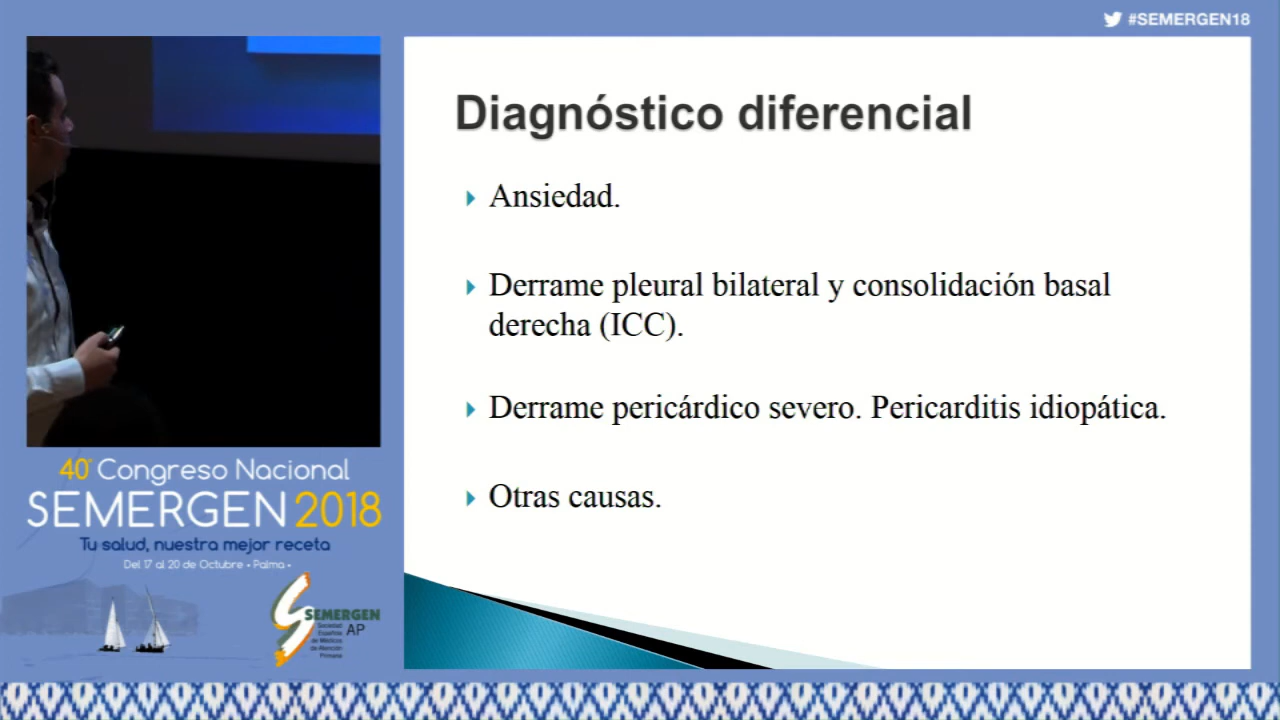 #SEMERGEN18
Diagnóstico diferencial
Ansiedad.
Derrame pleural bilateral y consolidación basal
derecha (ICC).
Derrame pericárdico severo. Pericarditis idiopática.
Otras causas.
40º Congreso Nacional
SEMERGEN 2018
Tu salud, nuestra mejor receta
Del 17 al 20 de Octubre • Palma •
SEMERGEN
AP
Sociedad
Española
de Médicos
de Atención
Primaria